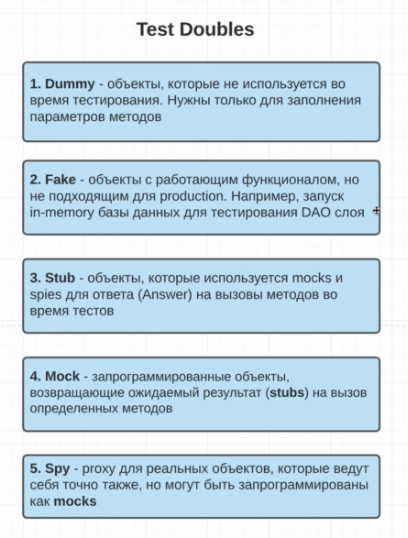 Test Doubles
1. Dummy - объекты, которые не используется во
время тестирования. Нужны только для заполнения
параметров методов
2. Fake - объекты с работающим функционалом, но
не подходящим для production. Например, запуск
in-memory базы данных для тестирования DAO слоя
3. Stub - объекты, которые используется mocks и
spies для ответа (Answer) на вызовы методов во
время тестов
4. Mock - запрограммированные объекты,
возвращающие ожидаемый результат (stubs) на вызов
определенных методов
5. Spy - proxy для реальных объектов, которые ведут
себя точно также, но могут быть запрограммированы
как mocks